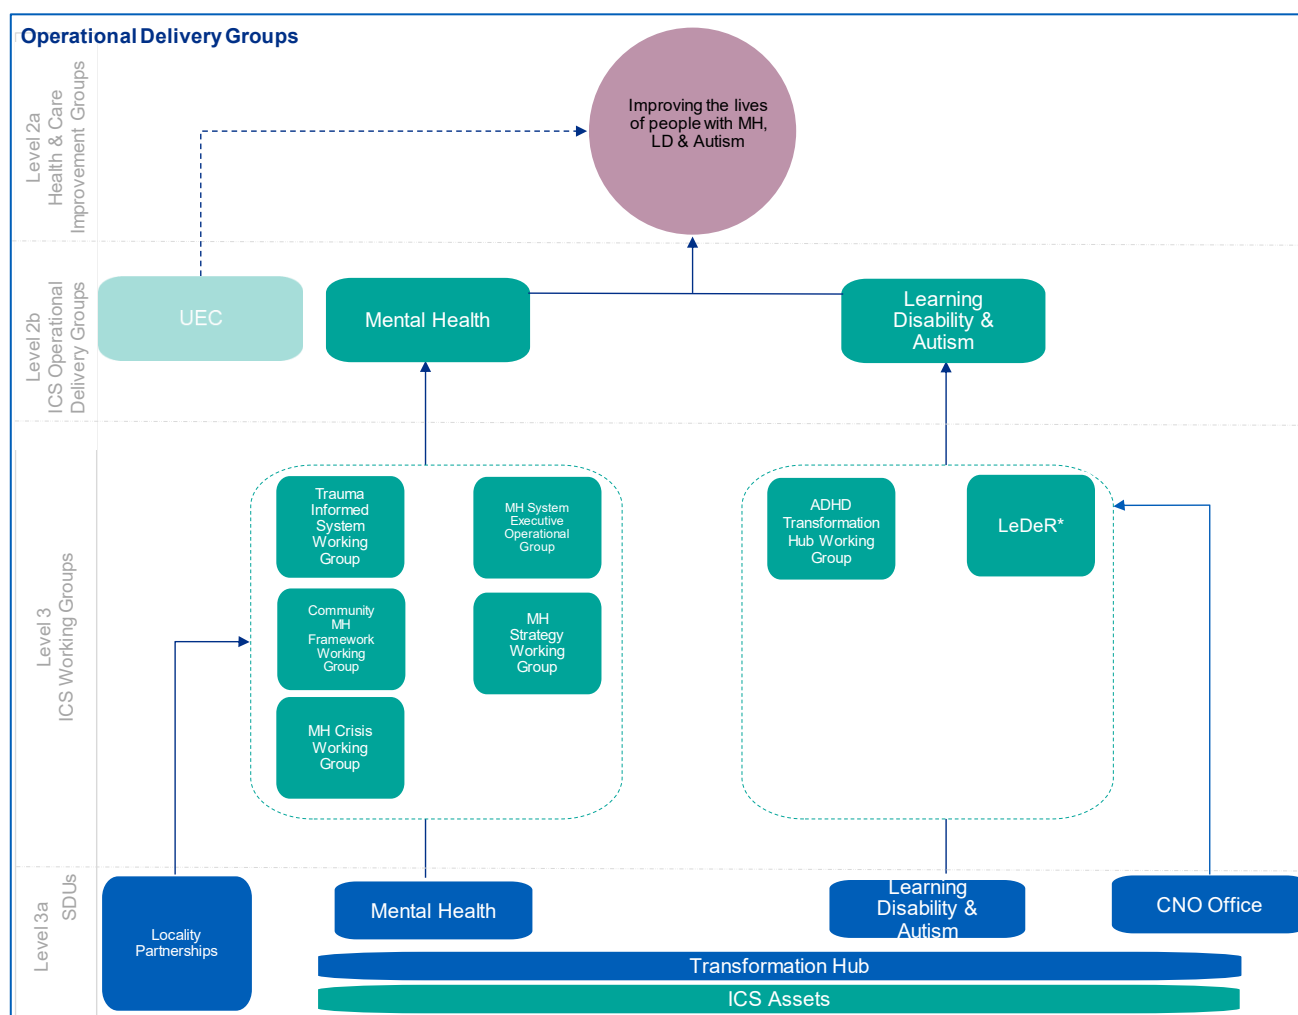 Operational Delivery Groups
Level 2a
Health & Care
Improvement Groups
Improving the lives
of people with MH,
LD & Autism
Level 2b
ICS Operational
Delivery Groups
UEC
Mental Health
Learning
Disability &
Autism
Level 3
ICS Working Groups
Trauma
Informed
System
Working
Group
MH System
Executive
Operational
Group
ADHD
Transformation
Hub Working
Group
LeDeR*
Community
MH
Framework
Working
Group
MH
Strategy
Working
Group
MH Crisis
Working
Group
Level 3a
SDUs
Locality
Partnerships
Mental Health
Learning
Disability &
Autism
CNO Office
Transformation Hub
ICS Assets